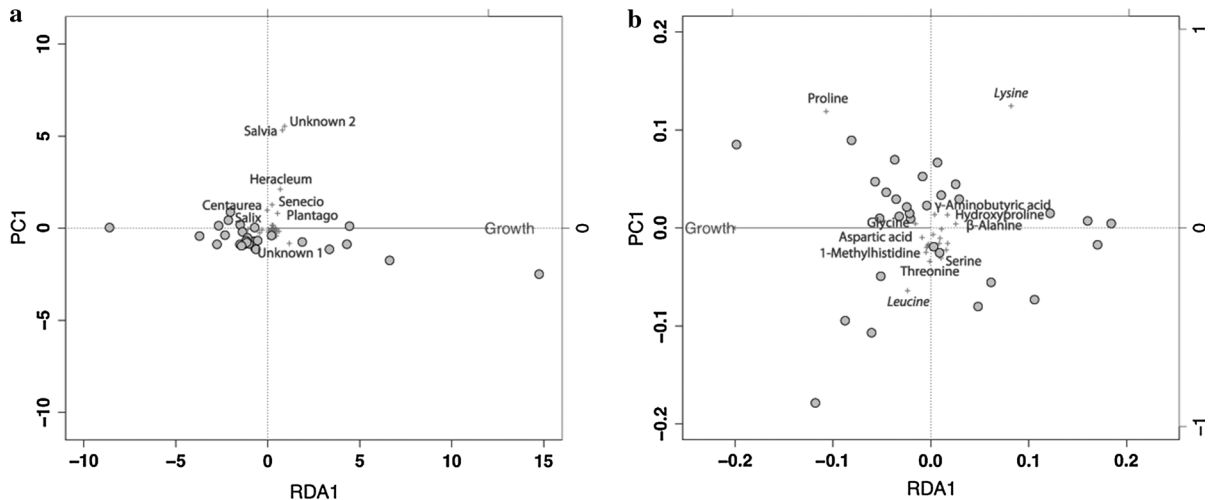 a
10
5
0
−5
−10
PC1
Unknown 2
Salvia
Heracleum
Centaurea
Senecio
Salix
Plantago
Growth
0
Unknown 1
−10 −5 0 5 10 15
RDA1
b
0.2
0.1
0.0
−0.1
−0.2
PC1
1
0
−1
Proline
Lysine
γ-Aminobutyric acid
Hydroxyproline
Glycine
β-Alanine
Growth
Aspartic acid
1-Methylhistidine
Serine
Threonine
Leucine
−0.2 −0.1 0.0 0.1 0.2
RDA1